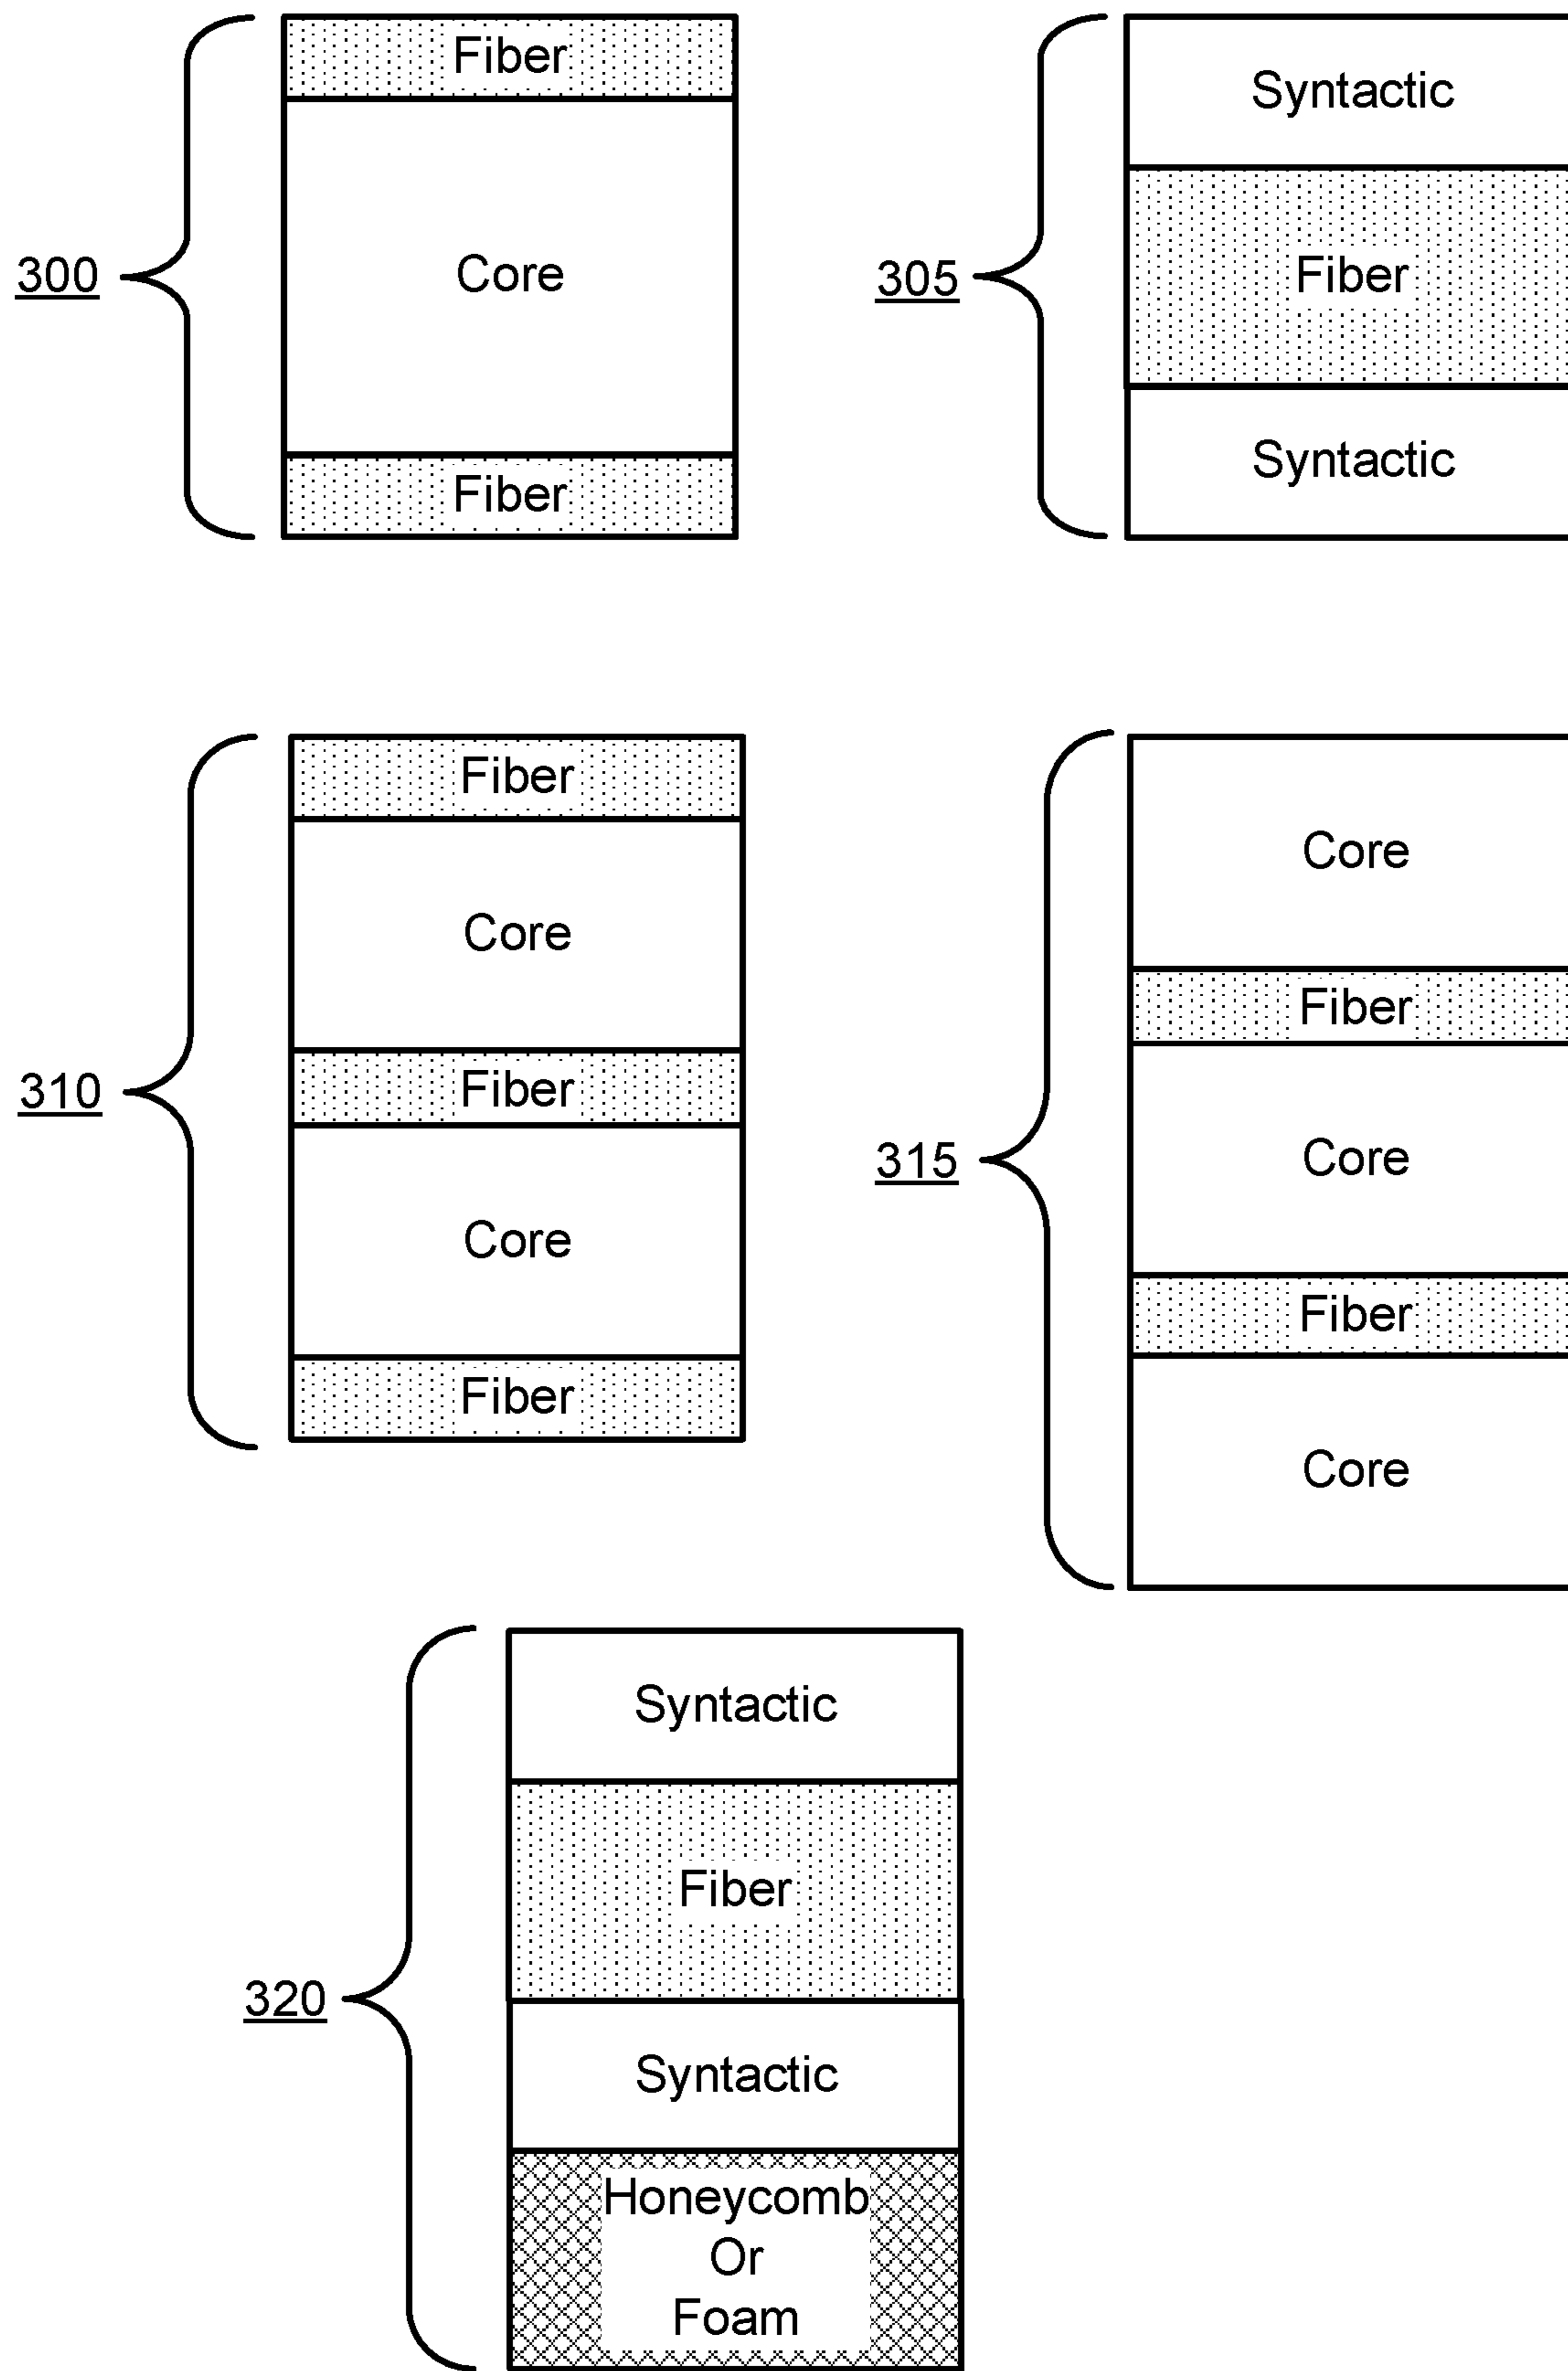 300
Fiber
Core
Fiber
305
Syntactic
Fiber
Syntactic
310
Fiber
Core
Fiber
Core
Fiber
315
Core
Fiber
Core
Fiber
Core
320
Syntactic
Fiber
Syntactic
Honeycomb
Or
Foam